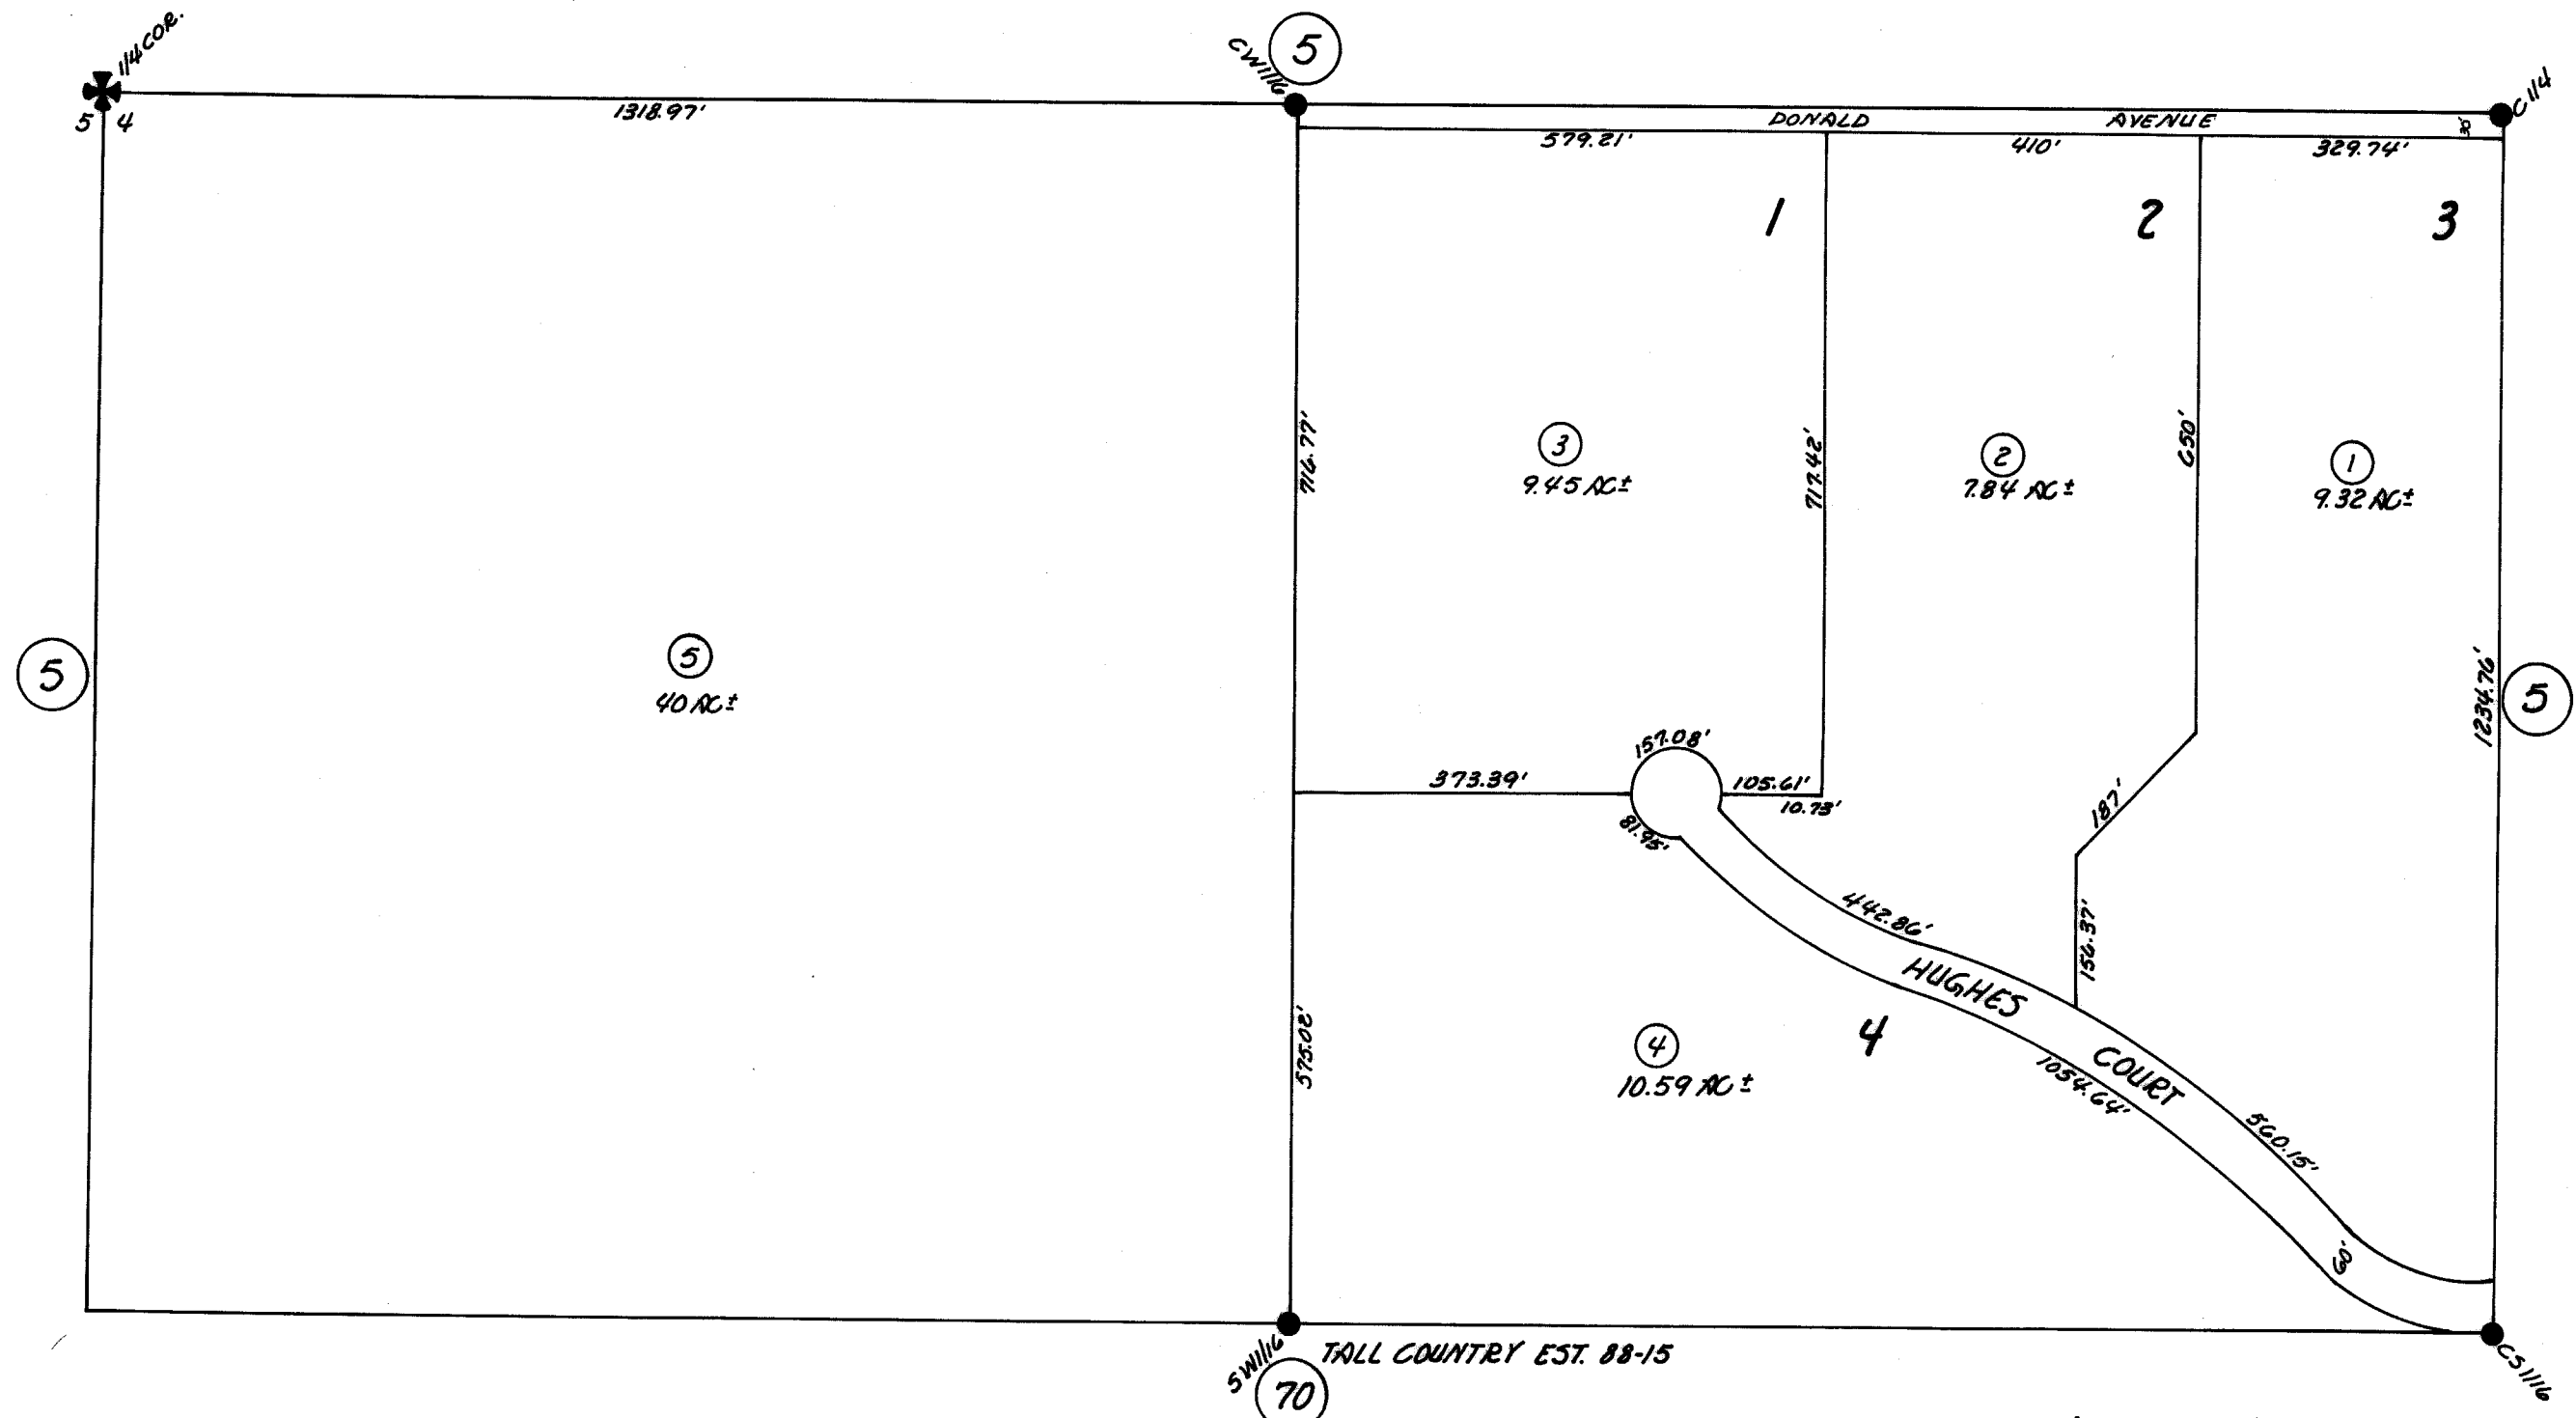 1/4 COR.
5 4
1318.97'
CW1/16
5
C 1/4
DONALD AVENUE
30'
579.21'
410'
329.74'
1
2
3
716.77'
717.42'
650'
3
9.45 AC±
2
7.84 AC±
1
9.32 AC±
5
5
40 AC±
1234.76'
5
157.08'
373.39'
105.61'
10.73'
81.95'
187'
442.86'
156.37'
HUGHES COURT
4
575.02'
4
10.59 AC±
1054.64'
560.15'
60'
SW1/16
TALL COUNTRY EST. 88-15
CS1/16
70